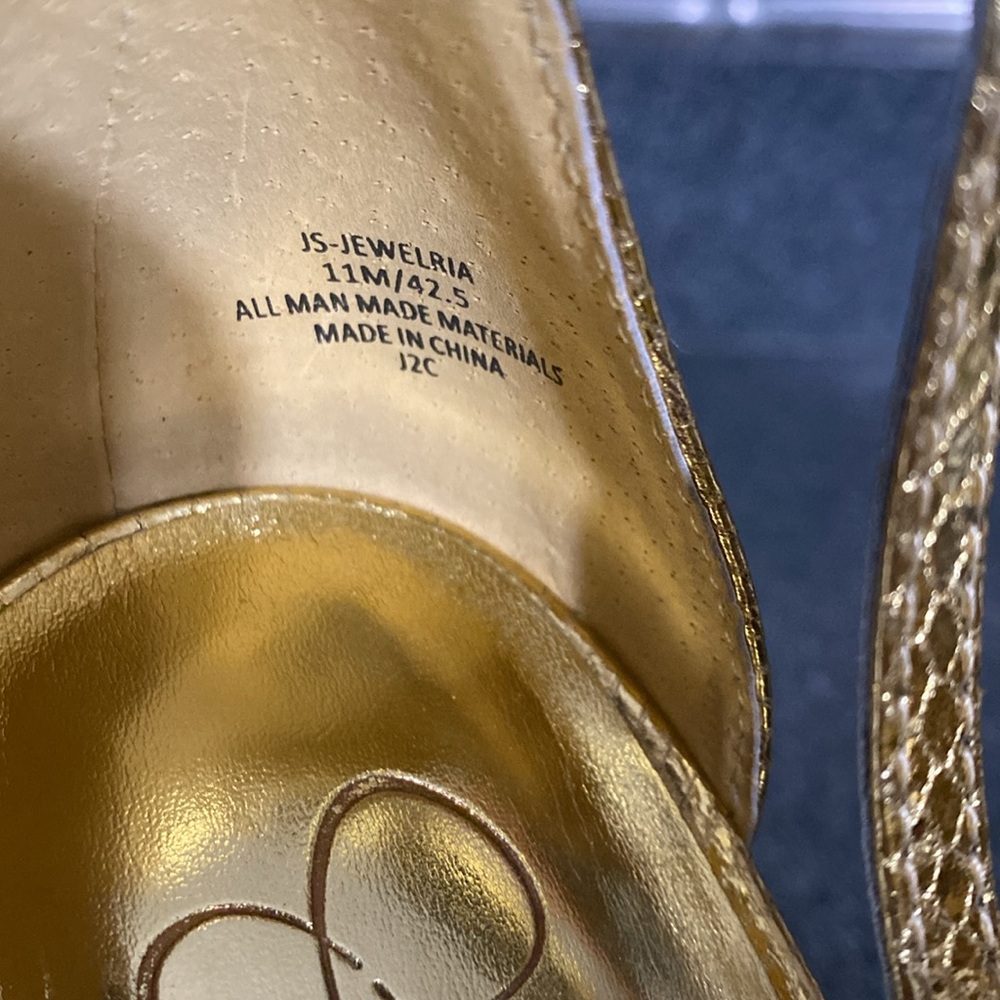 JS-JEWELRIA
11M/42.5
ALL MAN MADE MATERIALS
MADE IN CHINA
J2C